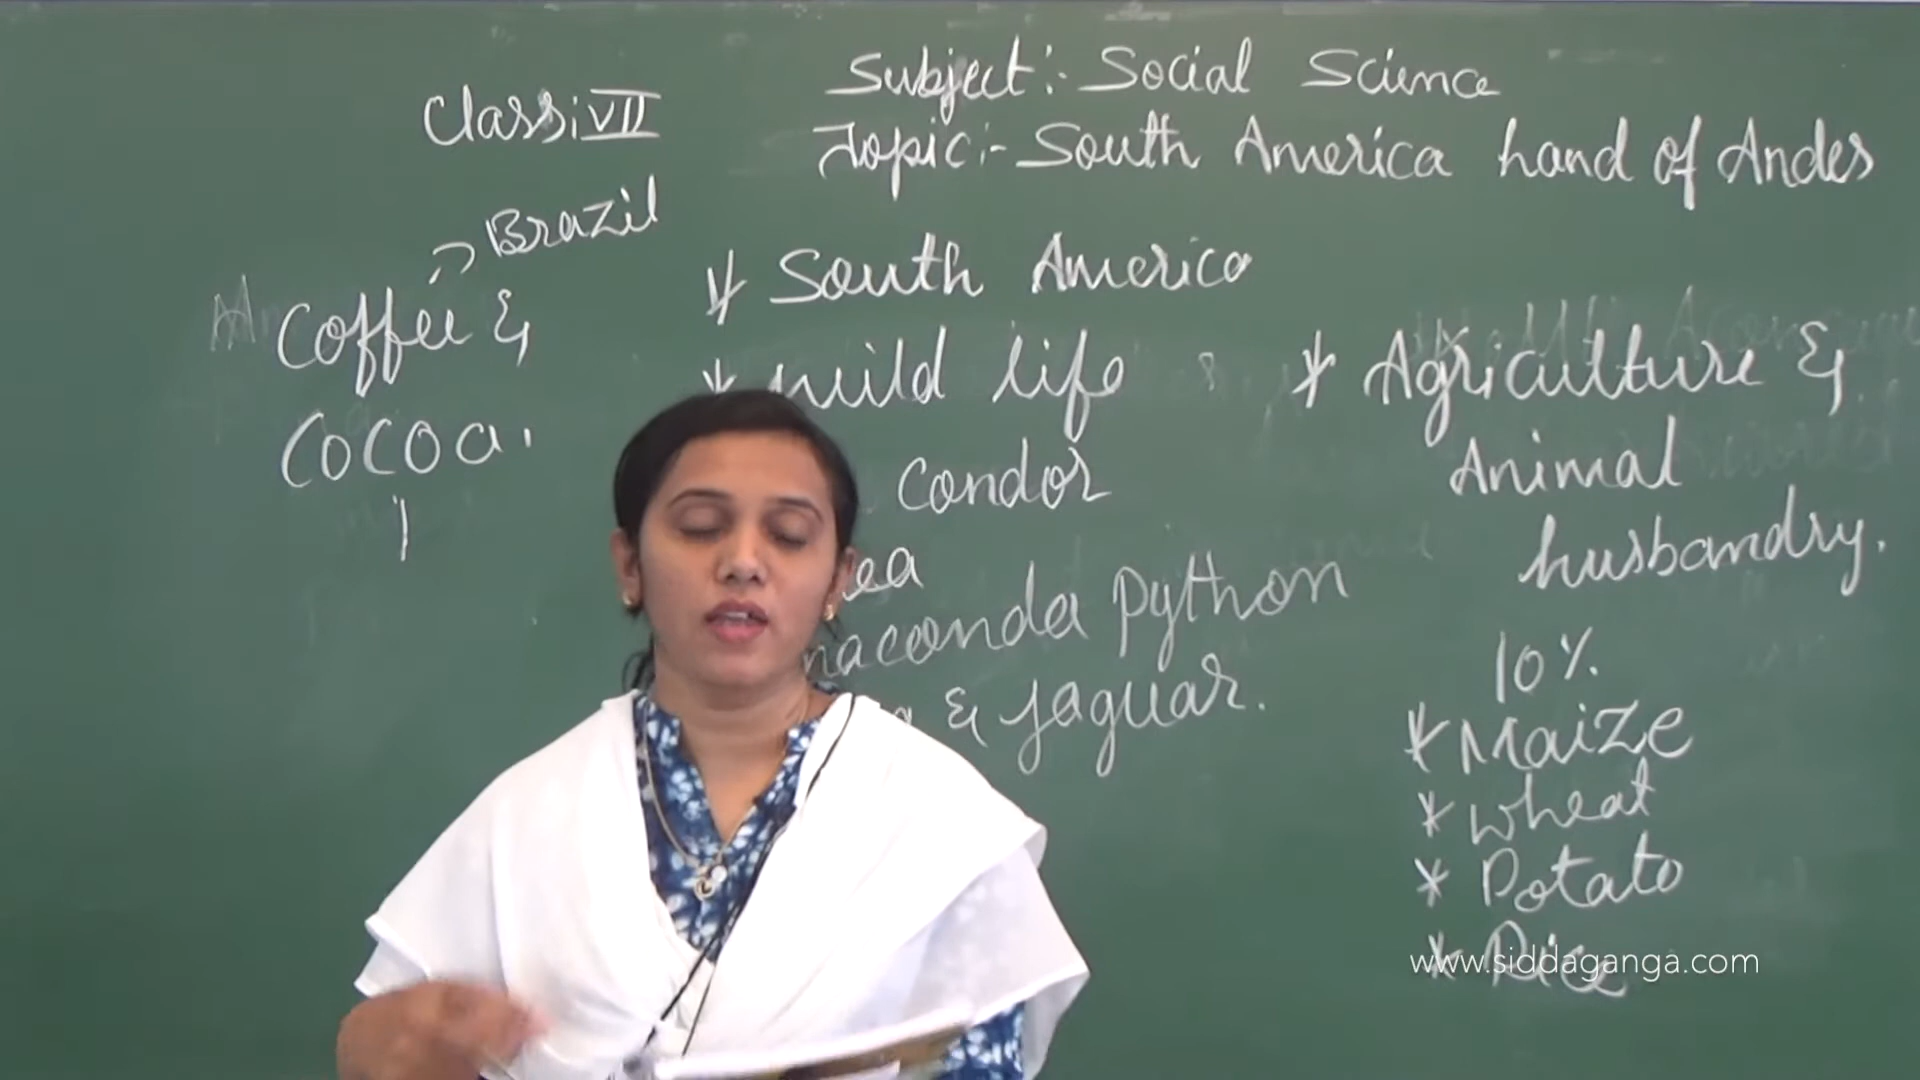 Class: VII
Subject:- Social Science
Topic:- South America Land of Andes
Brazil
Coffee &
Cocoa.
* South America
* wild life
Condor
Python
& Jaguar.
* Agriculture &
Animal
husbandry.
10%
* Maize
* wheat
* Potato
* Rice
www.siddaganga.com